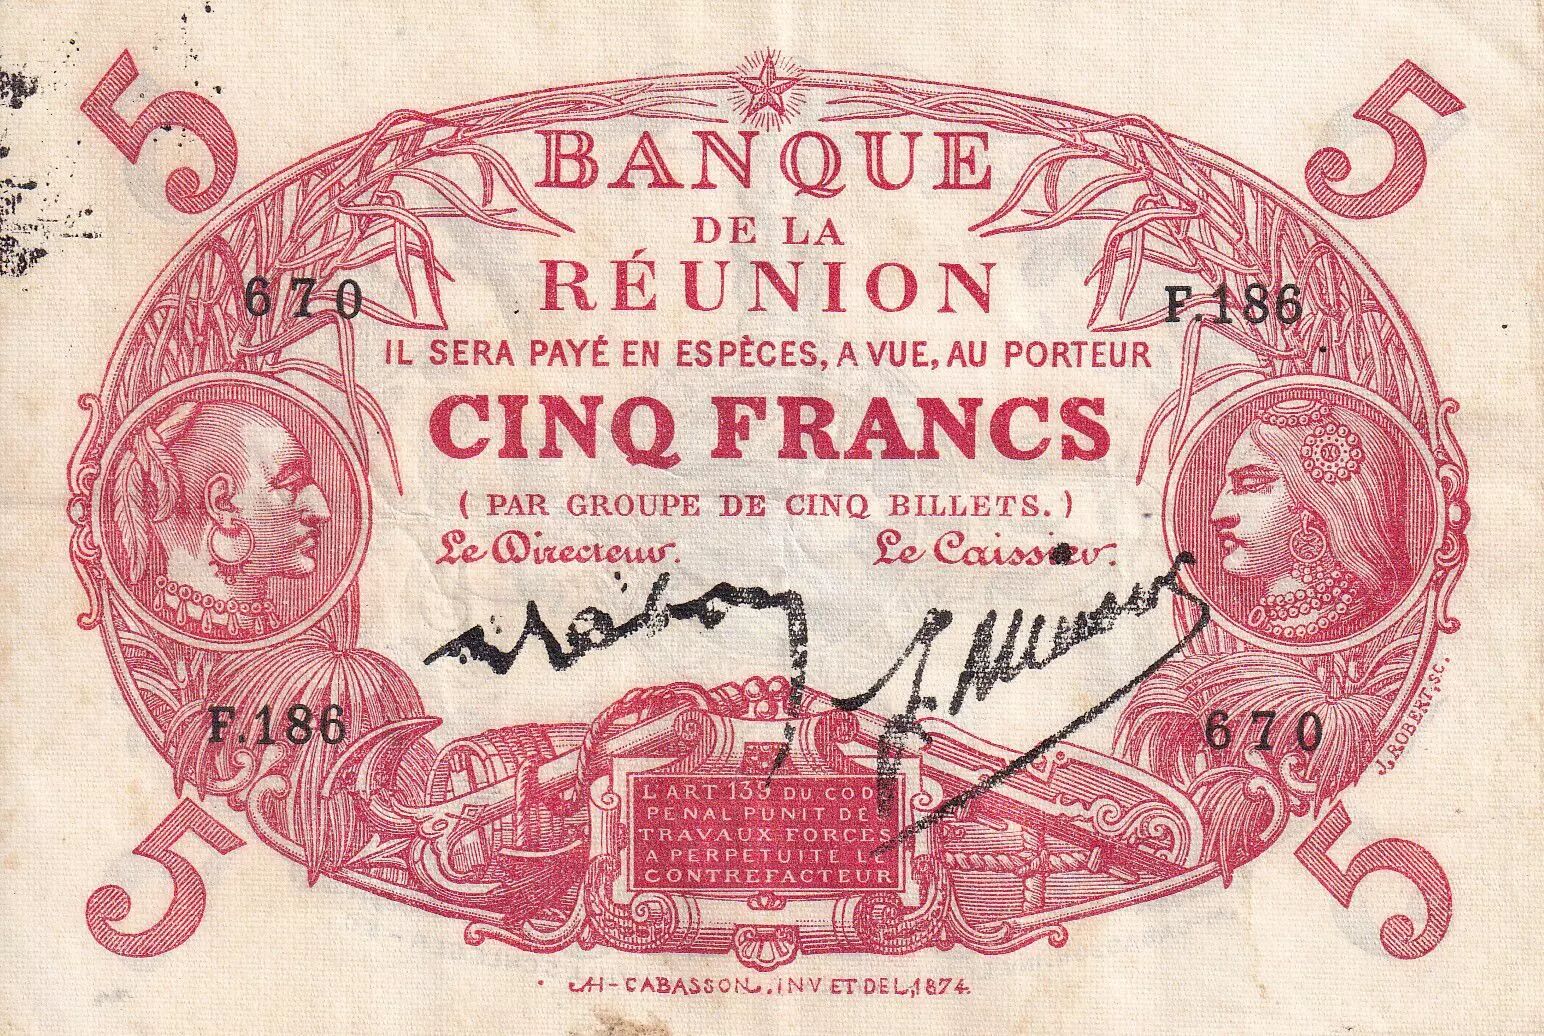 5 5
BANQUE
DE LA
RÉUNION
670 F.186
IL SERA PAYÉ EN ESPÈCES, A VUE, AU PORTEUR
CINQ FRANCS
( PAR GROUPE DE CINQ BILLETS. )
Le Directeur. Le Caissier.
F.186 670
L'ART 139 DU COD
PENAL PUNIT DE
TRAVAUX FORCES
A PERPETUITE LE
CONTREFACTEUR
J. ROBERT, SC.
5 5
H-CABASSON. INV ET DEL, 1874.